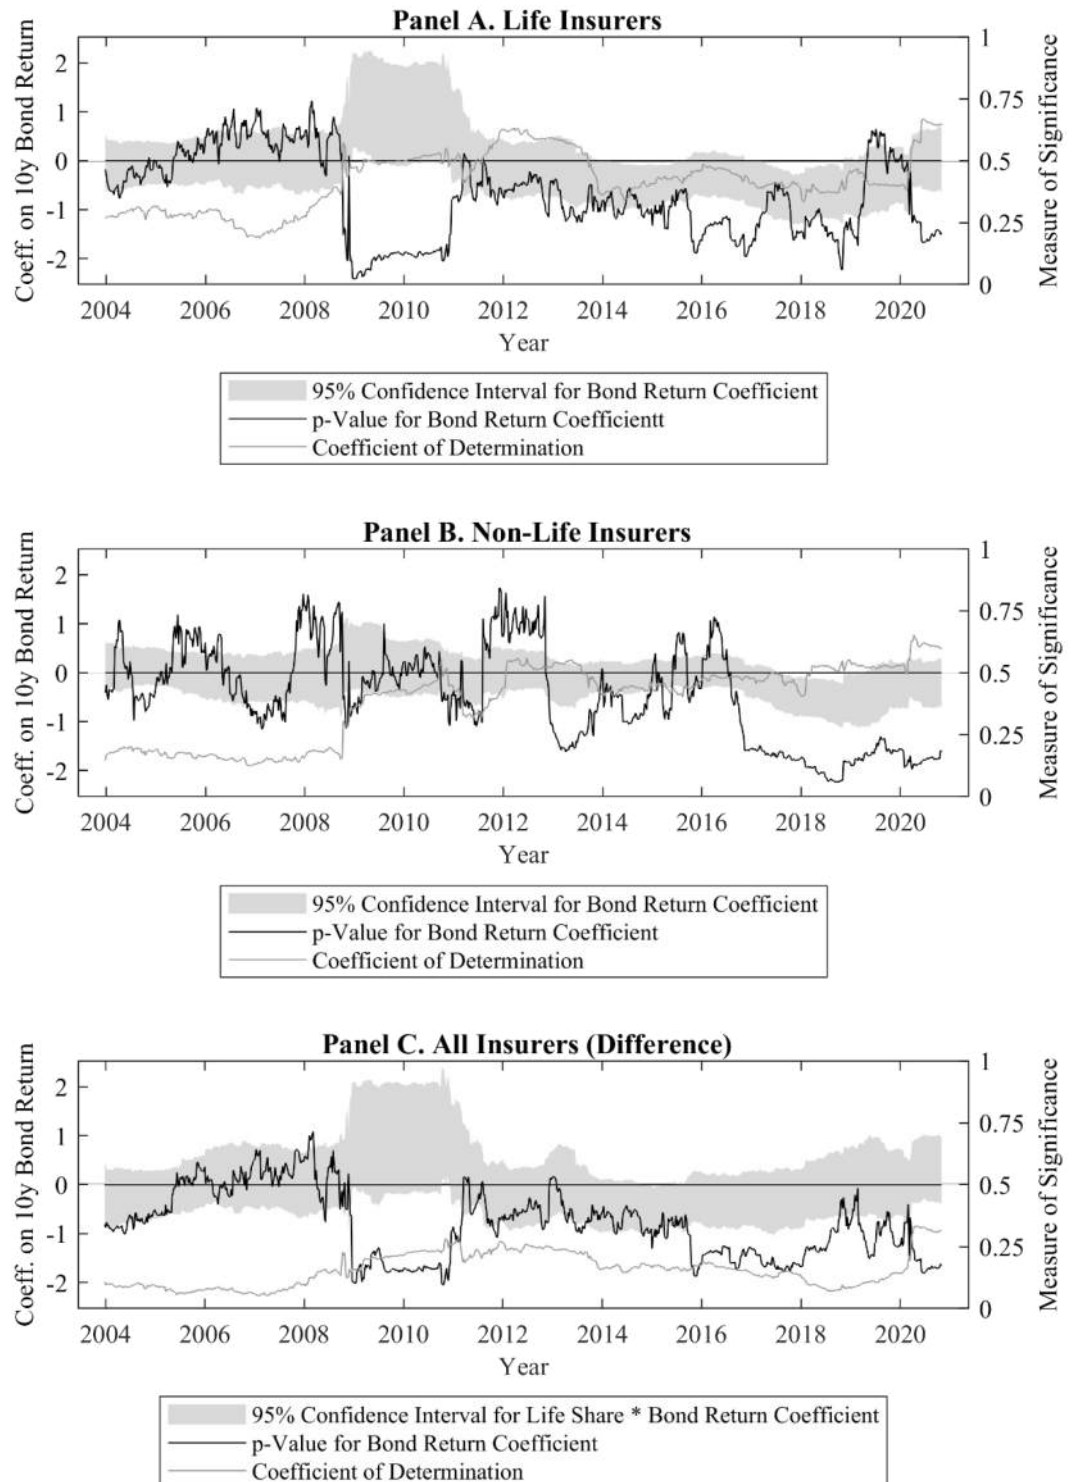 Panel A. Life Insurers
Coeff. on 10y Bond Return
2
1
0
-1
-2
1
0.75
0.5
0.25
0
Measure of Significance
2004 2006 2008 2010 2012 2014 2016 2018 2020
Year
95% Confidence Interval for Bond Return Coefficient
p-Value for Bond Return Coefficientt
Coefficient of Determination
Panel B. Non-Life Insurers
Coeff. on 10y Bond Return
2
1
0
-1
-2
1
0.75
0.5
0.25
0
Measure of Significance
2004 2006 2008 2010 2012 2014 2016 2018 2020
Year
95% Confidence Interval for Bond Return Coefficient
p-Value for Bond Return Coefficient
Coefficient of Determination
Panel C. All Insurers (Difference)
Coeff. on 10y Bond Return
2
1
0
-1
-2
1
0.75
0.5
0.25
0
Measure of Significance
2004 2006 2008 2010 2012 2014 2016 2018 2020
Year
95% Confidence Interval for Life Share * Bond Return Coefficient
p-Value for Bond Return Coefficient
Coefficient of Determination